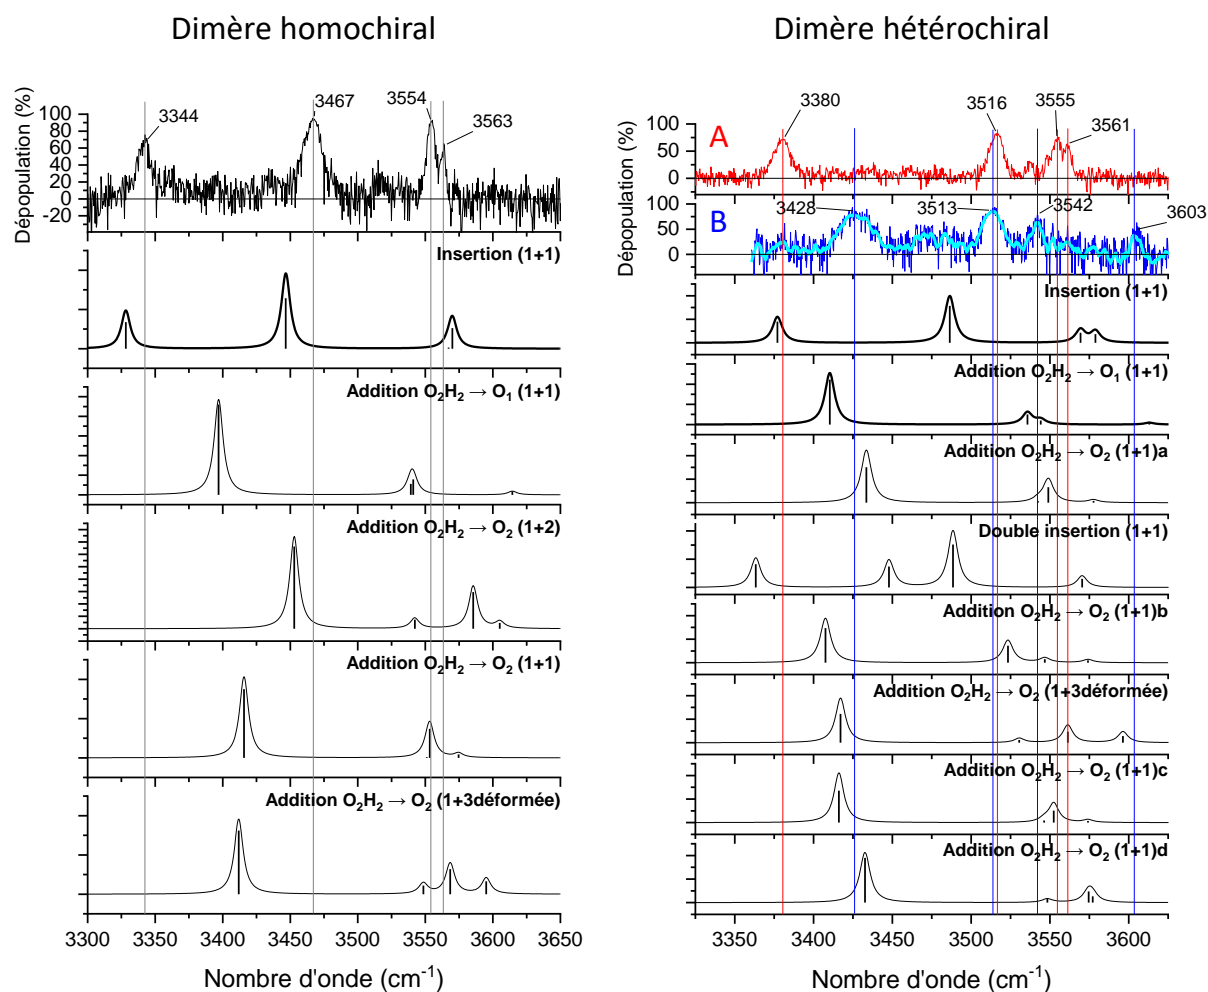 Dimère homochiral
Dimère hétérochiral
3344
3467
3554
3563
100
80
60
40
20
0
-20
Dépopulation (%)
Insertion (1+1)
Addition O₂H₂ → O₁ (1+1)
Addition O₂H₂ → O₂ (1+2)
Addition O₂H₂ → O₂ (1+1)
Addition O₂H₂ → O₂ (1+3déformée)
3300 3350 3400 3450 3500 3550 3600 3650
Nombre d'onde (cm⁻¹)
3380
3516
3555
3561
A
100
50
0
3428
3513
3542
3603
B
100
50
0
Dépopulation (%)
Insertion (1+1)
Addition O₂H₂ → O₁ (1+1)
Addition O₂H₂ → O₂ (1+1)a
Double insertion (1+1)
Addition O₂H₂ → O₂ (1+1)b
Addition O₂H₂ → O₂ (1+3déformée)
Addition O₂H₂ → O₂ (1+1)c
Addition O₂H₂ → O₂ (1+1)d
3350 3400 3450 3500 3550 3600
Nombre d'onde (cm⁻¹)